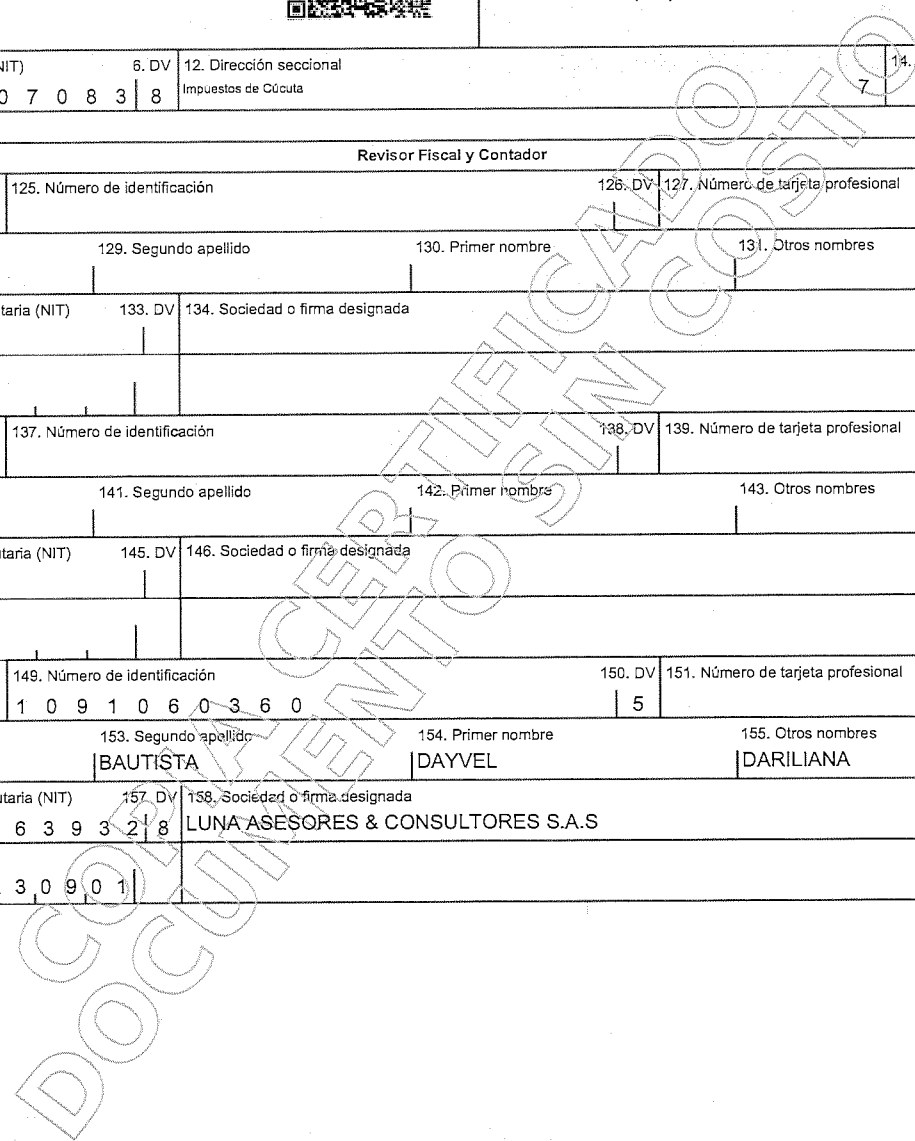 NIT) 6. DV 12. Dirección seccional 14.
0 7 0 8 3 8 Impuestos de Cúcuta 7
Revisor Fiscal y Contador
125. Número de identificación 126. DV 127. Número de tarjeta profesional
129. Segundo apellido 130. Primer nombre 131. Otros nombres
taria (NIT) 133. DV 134. Sociedad o firma designada
137. Número de identificación 138. DV 139. Número de tarjeta profesional
141. Segundo apellido 142. Primer nombre 143. Otros nombres
utaria (NIT) 145. DV 146. Sociedad o firma designada
149. Número de identificación 150. DV 151. Número de tarjeta profesional
1 0 9 1 0 6 0 3 6 0 5
153. Segundo apellido 154. Primer nombre 155. Otros nombres
BAUTISTA DAYVEL DARILIANA
utaria (NIT) 157. DV 158. Sociedad o firma designada
6 3 9 3 2 8 LUNA ASESORES & CONSULTORES S.A.S
3 0 9 0 1
COPIA CERTIFICADO
DOCUMENTO SIN COSTO